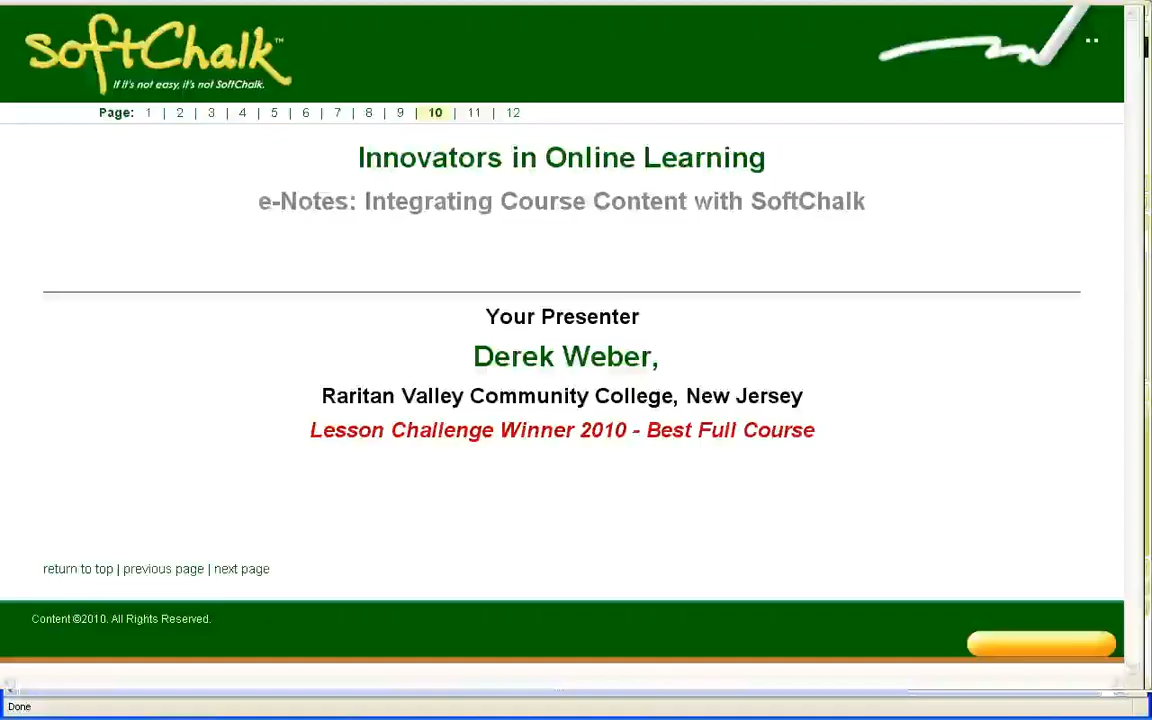 SoftChalk™
If it's not easy, it's not SoftChalk.
Page: 1 | 2 | 3 | 4 | 5 | 6 | 7 | 8 | 9 | 10 | 11 | 12
Innovators in Online Learning
e-Notes: Integrating Course Content with SoftChalk
Your Presenter
Derek Weber,
Raritan Valley Community College, New Jersey
Lesson Challenge Winner 2010 - Best Full Course
return to top | previous page | next page
Content ©2010. All Rights Reserved.
Done